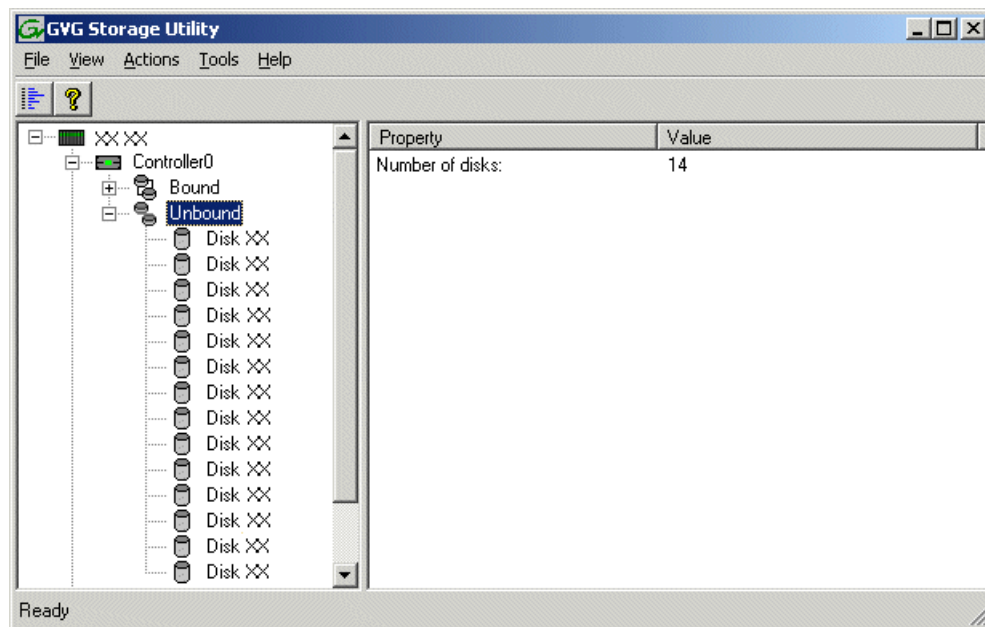 GVG Storage Utility
File View Actions Tools Help
XX XX
Controller0
Bound
Unbound
Disk XX
Disk XX
Disk XX
Disk XX
Disk XX
Disk XX
Disk XX
Disk XX
Disk XX
Disk XX
Disk XX
Disk XX
Disk XX
Disk XX
Property Value
Number of disks: 14
Ready